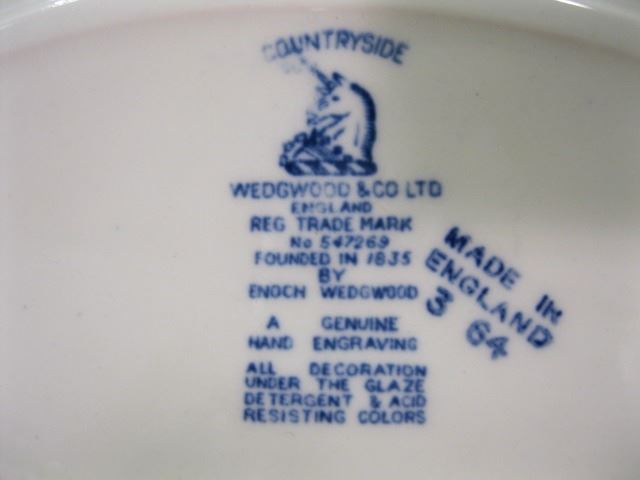 COUNTRYSIDE
WEDGWOOD & CO LTD
ENGLAND
REG TRADE MARK
No 547269
FOUNDED IN 1835
BY
ENOCH WEDGWOOD
A GENUINE
HAND ENGRAVING
ALL DECORATION
UNDER THE GLAZE
DETERGENT & ACID
RESISTING COLORS
MADE IN
ENGLAND
3 64